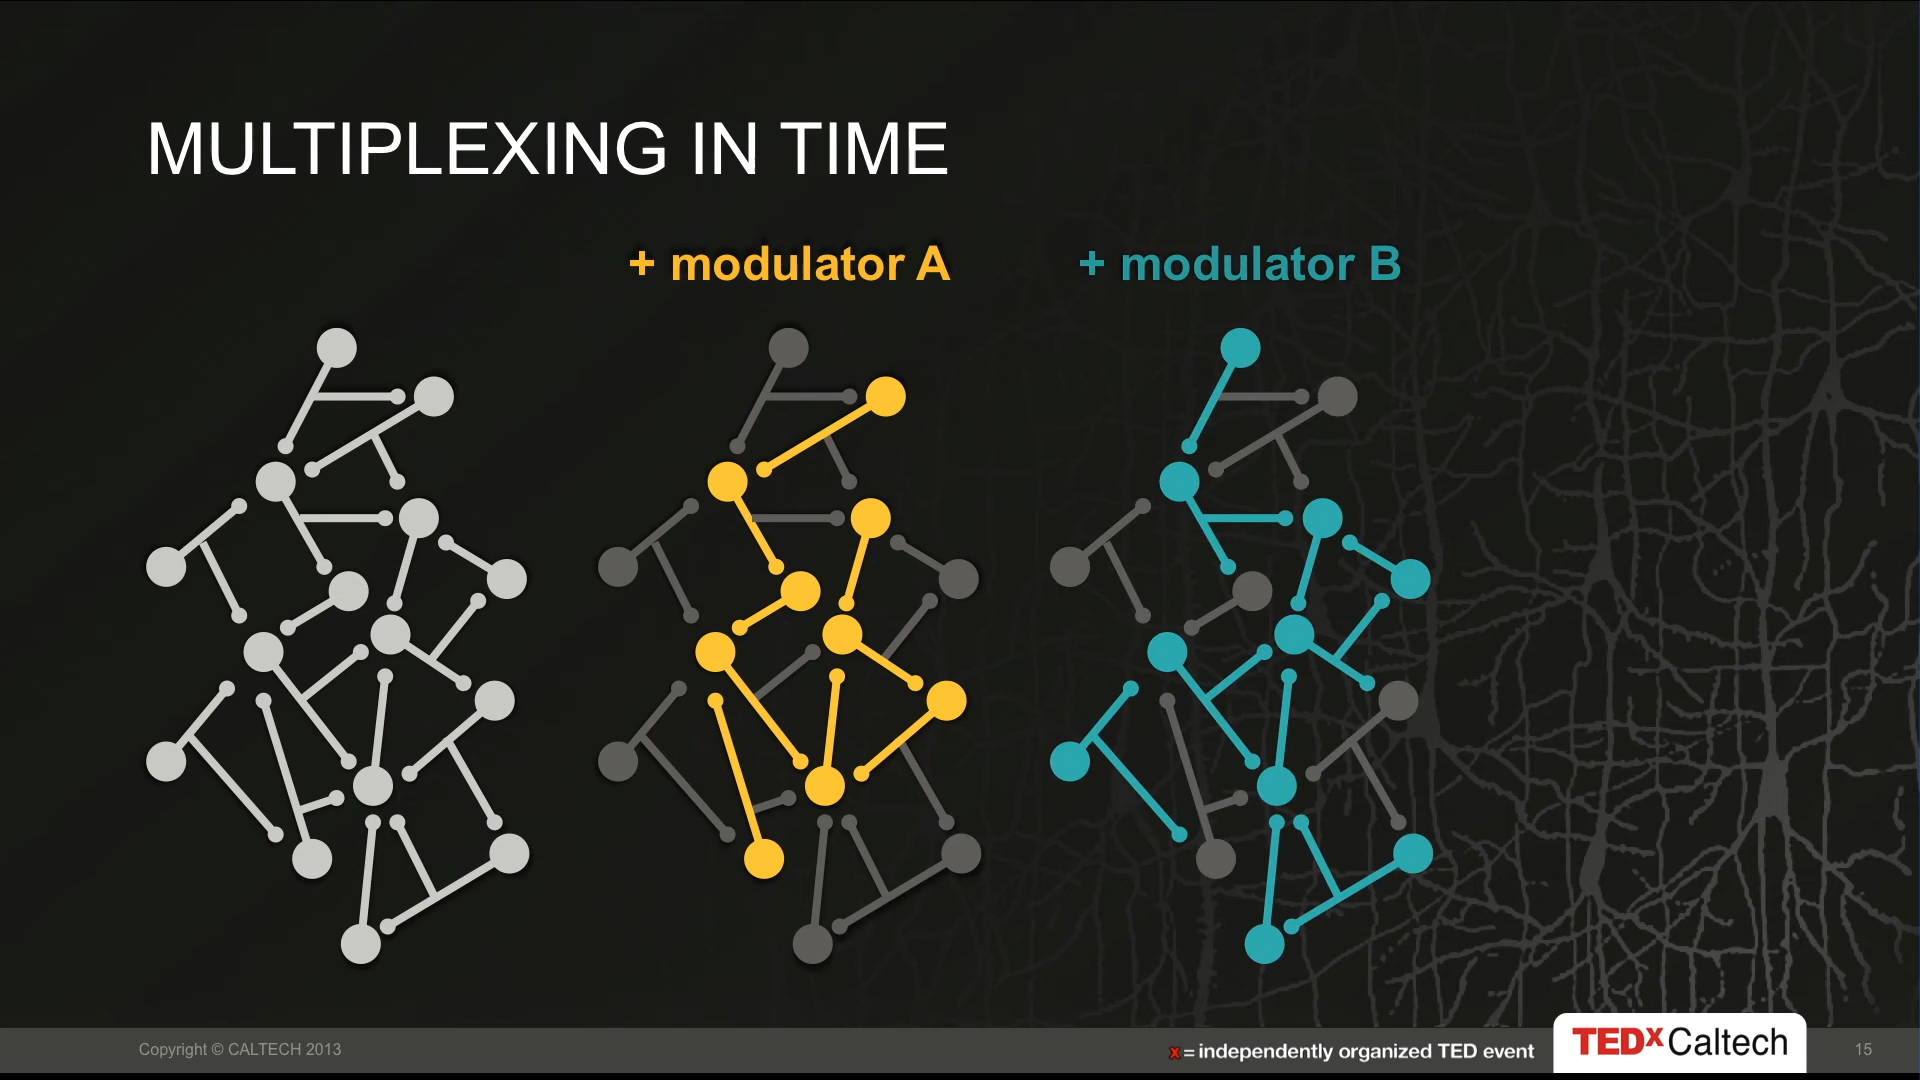 MULTIPLEXING IN TIME
+ modulator A
+ modulator B
Copyright © CALTECH 2013
x = independently organized TED event
TEDxCaltech
15